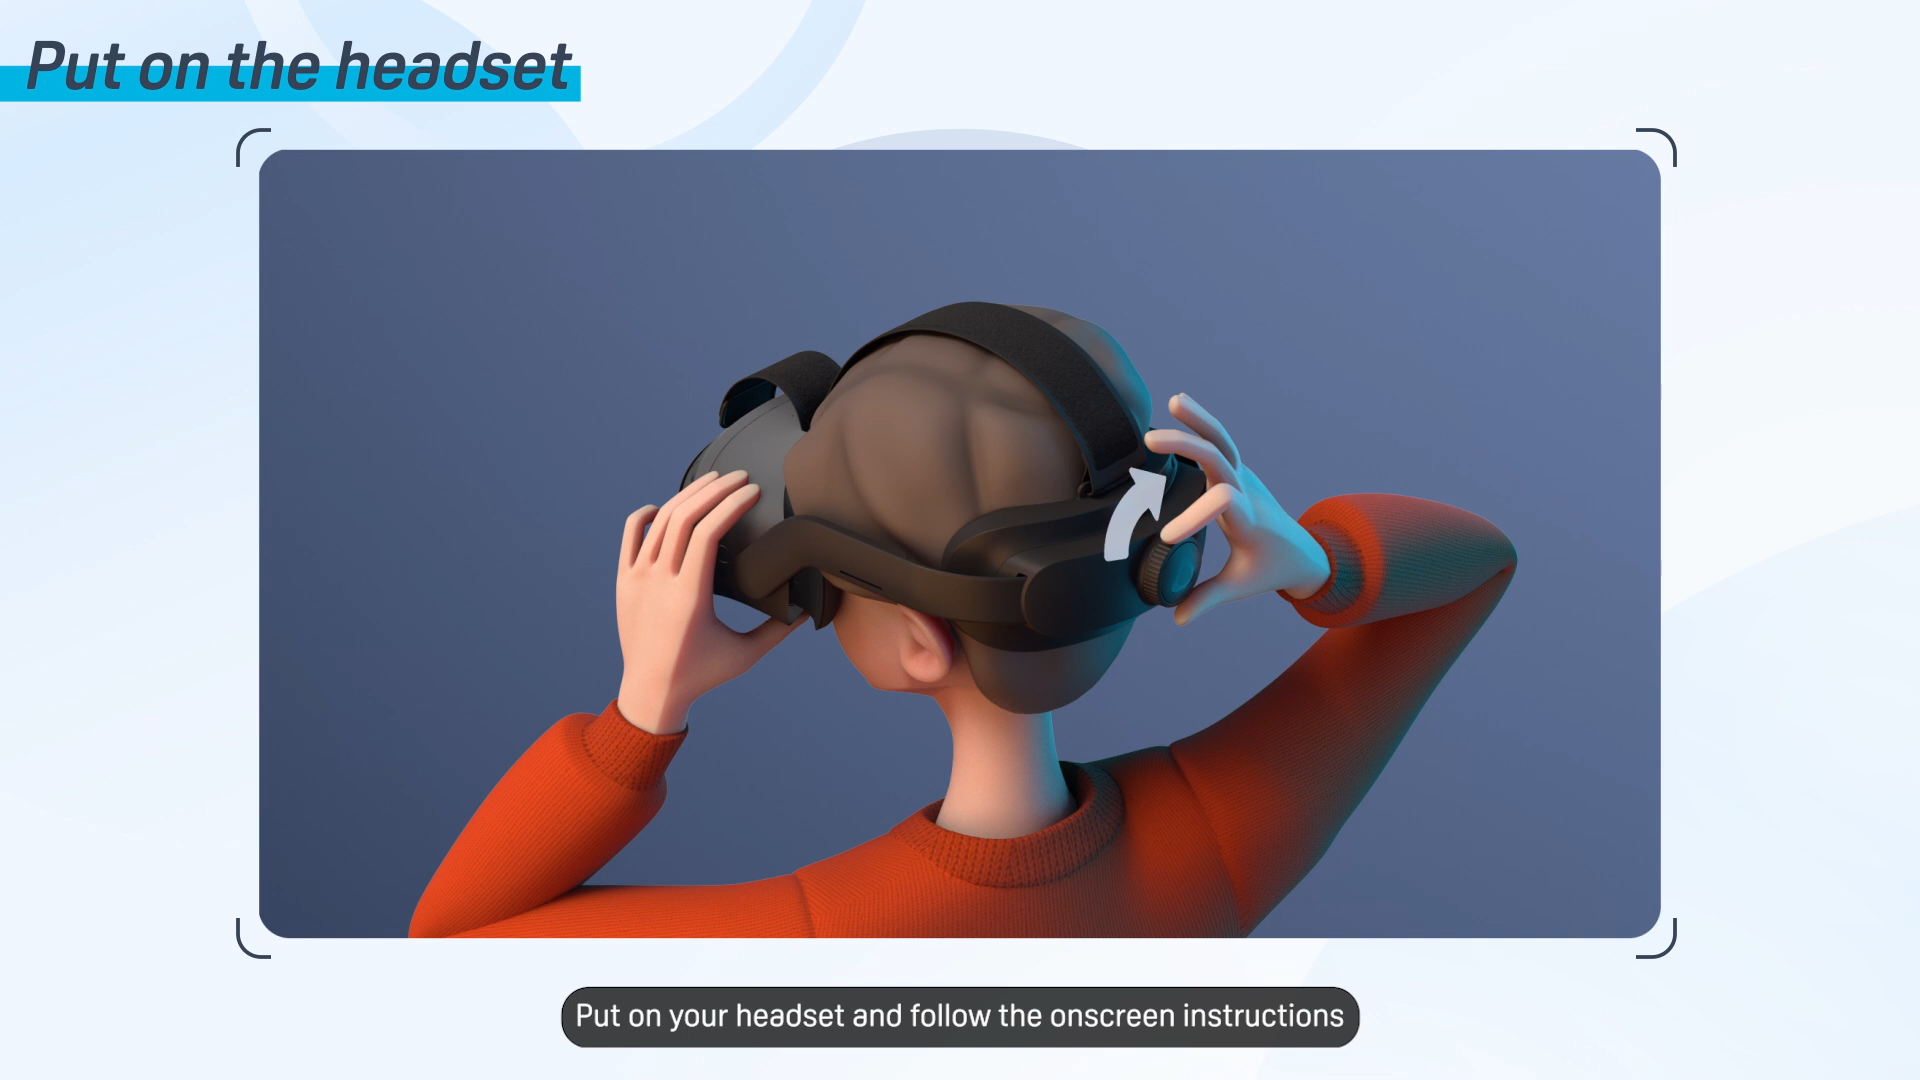 Put on the headset
Put on your headset and follow the onscreen instructions